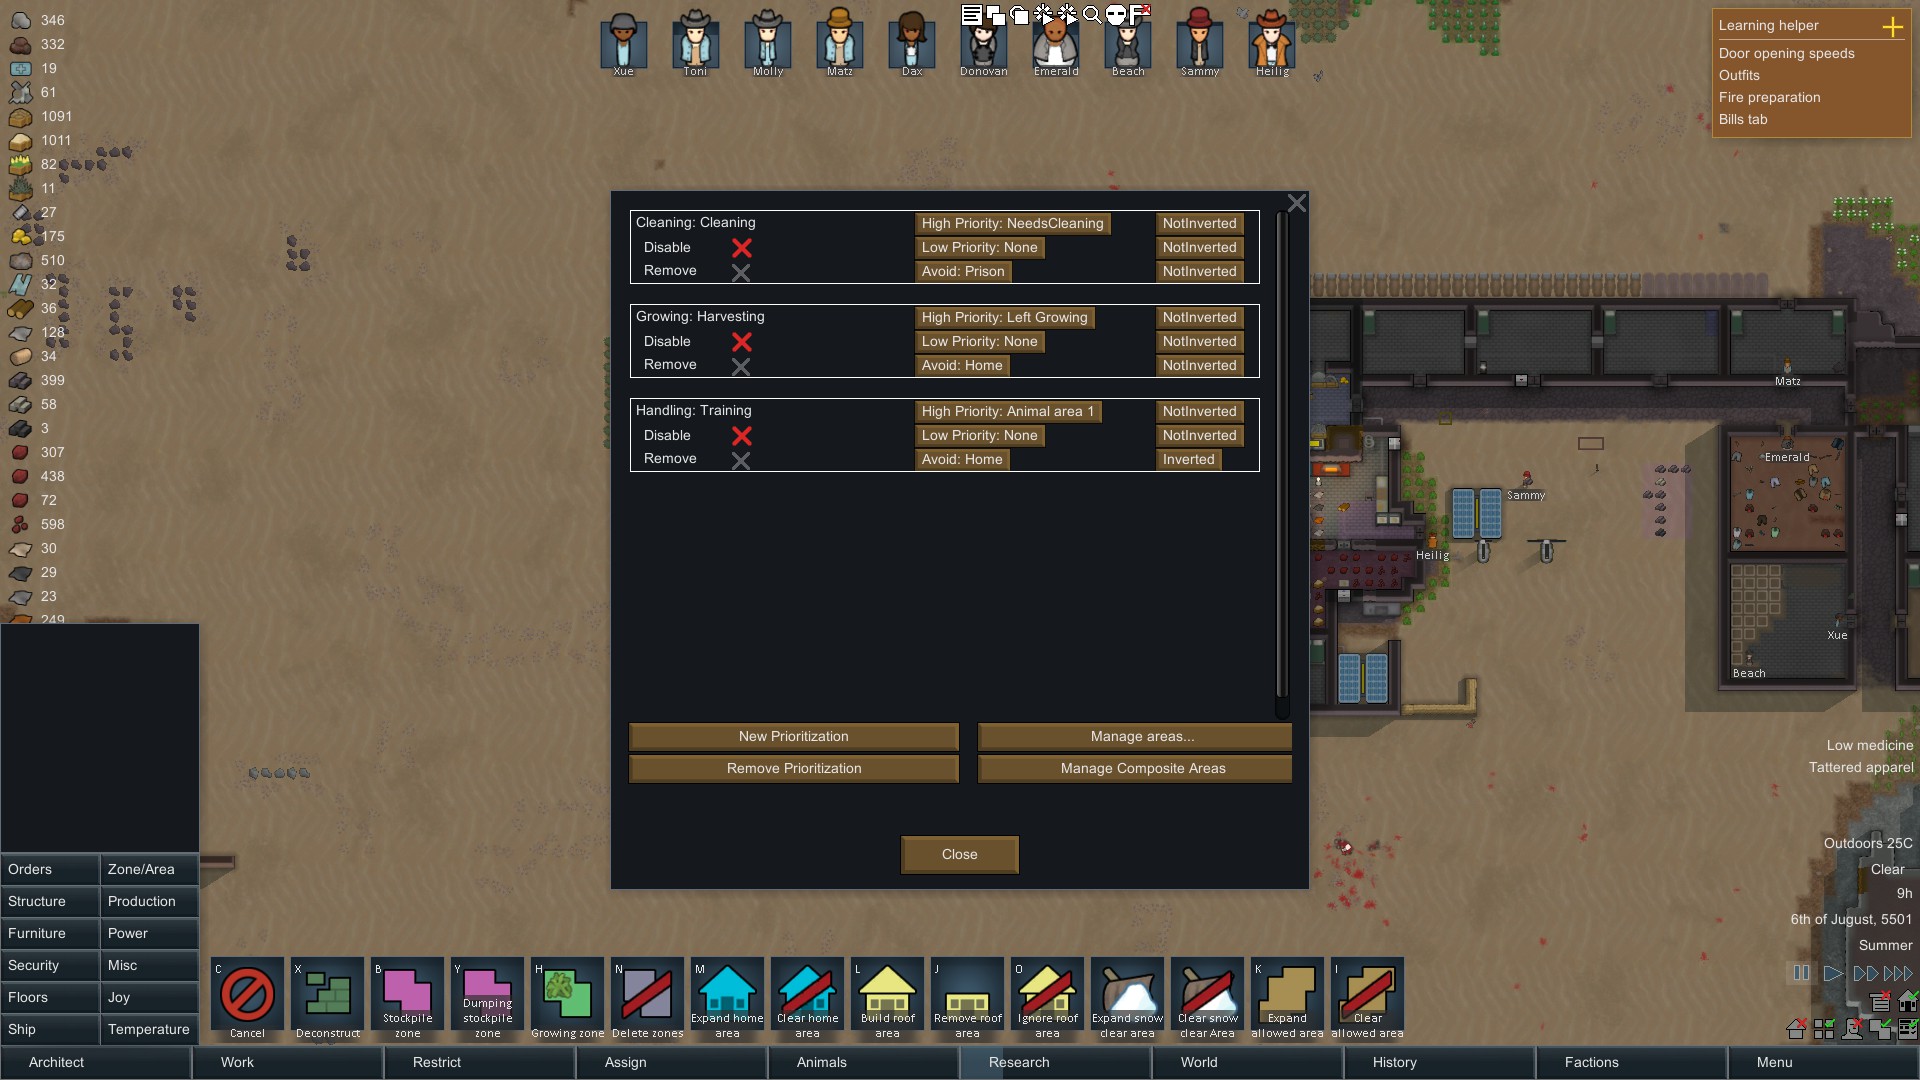 346
332
19
61
1091
1011
82
11
27
175
510
32
36
128
34
399
58
3
307
438
72
598
30
29
23
249
Xue
Toni
Molly
Matz
Dax
Donovan
Emerald
Beach
Sammy
Heilig
Learning helper
Door opening speeds
Outfits
Fire preparation
Bills tab
Cleaning: Cleaning
High Priority: NeedsCleaning
NotInverted
Disable
Low Priority: None
NotInverted
Remove
Avoid: Prison
NotInverted
Growing: Harvesting
High Priority: Left Growing
NotInverted
Disable
Low Priority: None
NotInverted
Remove
Avoid: Home
NotInverted
Handling: Training
High Priority: Animal area 1
NotInverted
Disable
Low Priority: None
NotInverted
Remove
Avoid: Home
Inverted
New Prioritization
Manage areas...
Remove Prioritization
Manage Composite Areas
Close
Matz
Emerald
Sammy
Heilig
Xue
Beach
Low medicine
Tattered apparel
Outdoors 25C
Clear
9h
6th of Jugust, 5501
Summer
Orders
Zone/Area
Structure
Production
Furniture
Power
Security
Misc
Floors
Joy
Ship
Temperature
C
Cancel
X
Deconstruct
B
Stockpile
zone
Y
Dumping
stockpile
zone
H
Growing zone
N
Delete zones
M
Expand home
area
Clear home
area
L
Build roof
area
J
Remove roof
area
O
Ignore roof
area
Expand snow
clear area
Clear snow
clear Area
K
Expand
allowed area
I
Clear
allowed area
Architect
Work
Restrict
Assign
Animals
Research
World
History
Factions
Menu